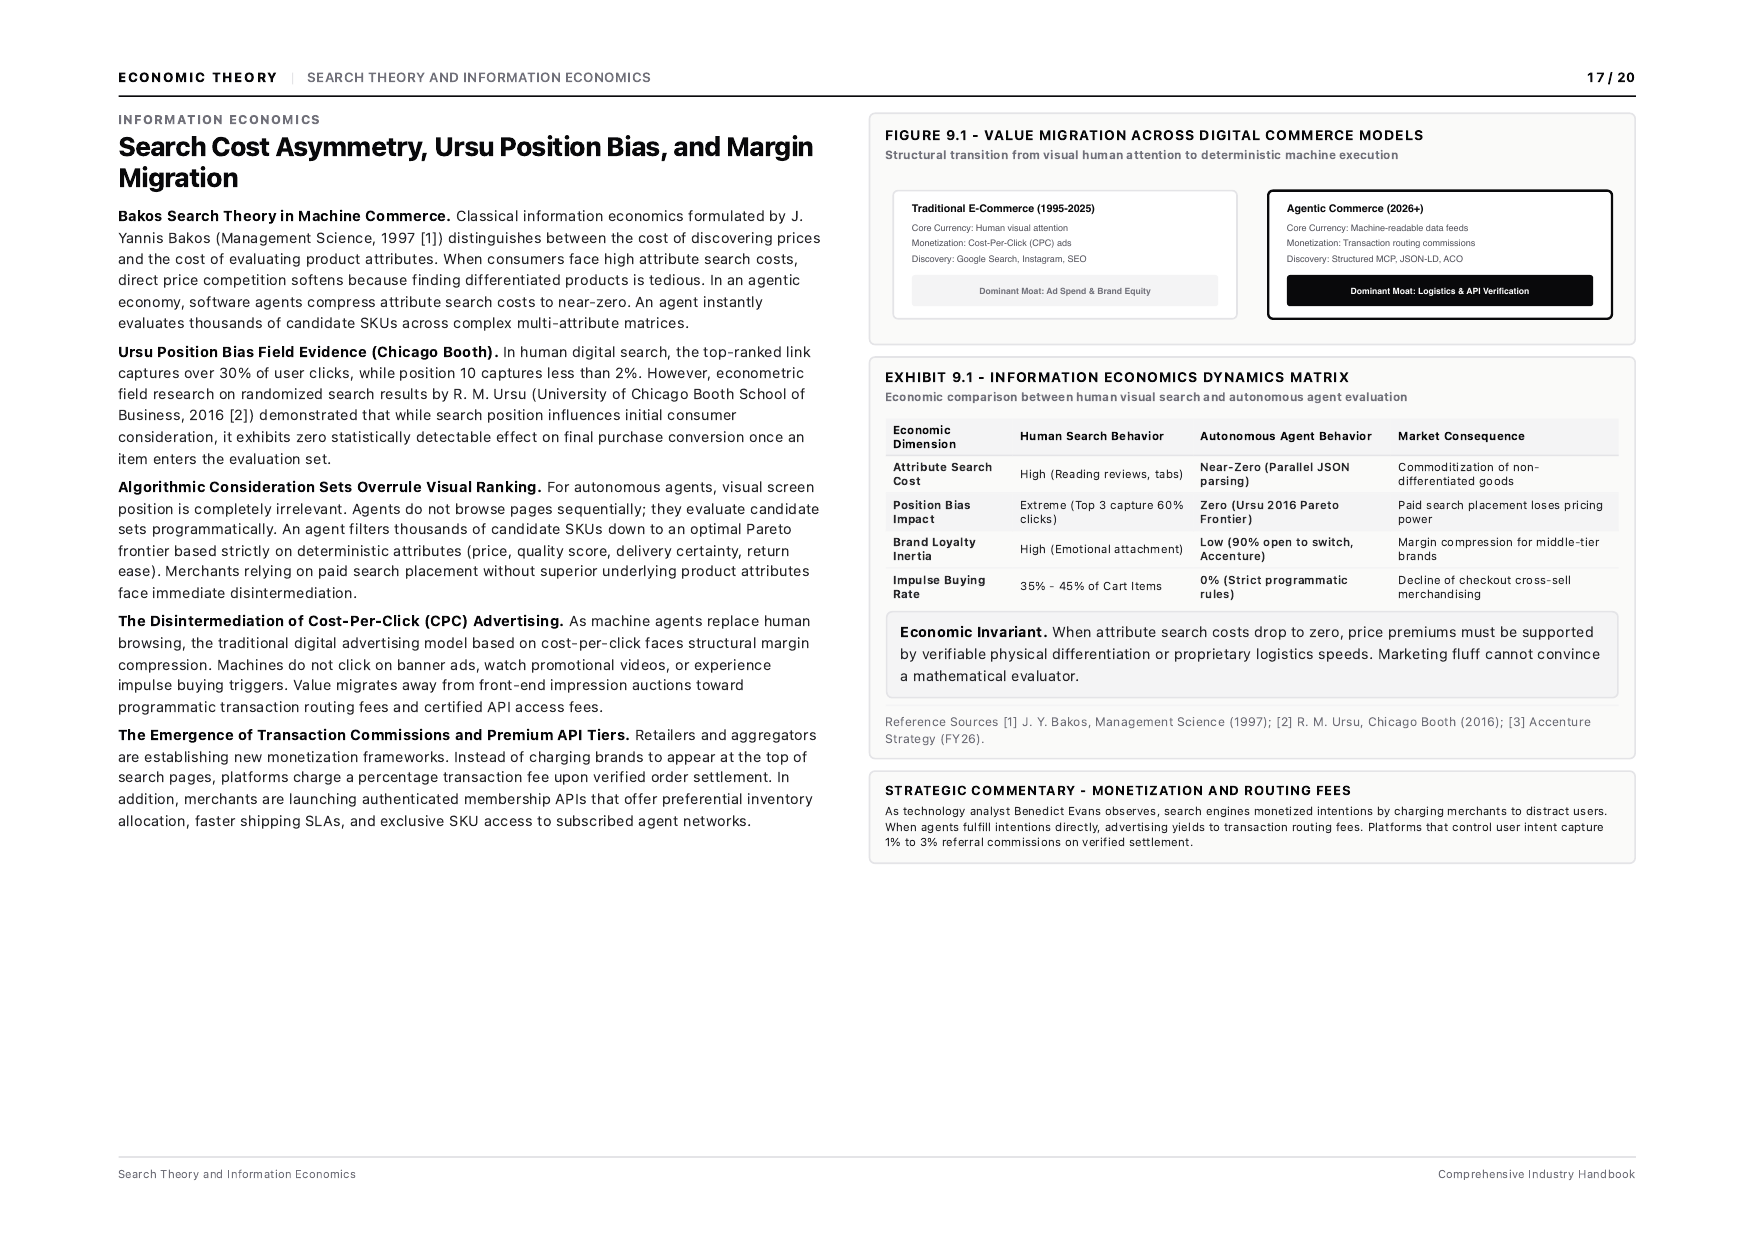 ECONOMIC THEORY | SEARCH THEORY AND INFORMATION ECONOMICS
17 / 20
INFORMATION ECONOMICS
Search Cost Asymmetry, Ursu Position Bias, and Margin
Migration
Bakos Search Theory in Machine Commerce. Classical information economics formulated by J.
Yannis Bakos (Management Science, 1997 [1]) distinguishes between the cost of discovering prices
and the cost of evaluating product attributes. When consumers face high attribute search costs,
direct price competition softens because finding differentiated products is tedious. In an agentic
economy, software agents compress attribute search costs to near-zero. An agent instantly
evaluates thousands of candidate SKUs across complex multi-attribute matrices.
Ursu Position Bias Field Evidence (Chicago Booth). In human digital search, the top-ranked link
captures over 30% of user clicks, while position 10 captures less than 2%. However, econometric
field research on randomized search results by R. M. Ursu (University of Chicago Booth School of
Business, 2016 [2]) demonstrated that while search position influences initial consumer
consideration, it exhibits zero statistically detectable effect on final purchase conversion once an
item enters the evaluation set.
Algorithmic Consideration Sets Overrule Visual Ranking. For autonomous agents, visual screen
position is completely irrelevant. Agents do not browse pages sequentially; they evaluate candidate
sets programmatically. An agent filters thousands of candidate SKUs down to an optimal Pareto
frontier based strictly on deterministic attributes (price, quality score, delivery certainty, return
ease). Merchants relying on paid search placement without superior underlying product attributes
face immediate disintermediation.
The Disintermediation of Cost-Per-Click (CPC) Advertising. As machine agents replace human
browsing, the traditional digital advertising model based on cost-per-click faces structural margin
compression. Machines do not click on banner ads, watch promotional videos, or experience
impulse buying triggers. Value migrates away from front-end impression auctions toward
programmatic transaction routing fees and certified API access fees.
The Emergence of Transaction Commissions and Premium API Tiers. Retailers and aggregators
are establishing new monetization frameworks. Instead of charging brands to appear at the top of
search pages, platforms charge a percentage transaction fee upon verified order settlement. In
addition, merchants are launching authenticated membership APIs that offer preferential inventory
allocation, faster shipping SLAs, and exclusive SKU access to subscribed agent networks.
FIGURE 9.1 - VALUE MIGRATION ACROSS DIGITAL COMMERCE MODELS
Structural transition from visual human attention to deterministic machine execution
Traditional E-Commerce (1995-2025)
Core Currency: Human visual attention
Monetization: Cost-Per-Click (CPC) ads
Discovery: Google Search, Instagram, SEO
Dominant Moat: Ad Spend & Brand Equity
Agentic Commerce (2026+)
Core Currency: Machine-readable data feeds
Monetization: Transaction routing commissions
Discovery: Structured MCP, JSON-LD, ACO
Dominant Moat: Logistics & API Verification
EXHIBIT 9.1 - INFORMATION ECONOMICS DYNAMICS MATRIX
Economic comparison between human visual search and autonomous agent evaluation
Economic
Dimension
Human Search Behavior
Autonomous Agent Behavior
Market Consequence
Attribute Search
Cost
High (Reading reviews, tabs)
Near-Zero (Parallel JSON
parsing)
Commoditization of non-
differentiated goods
Position Bias
Impact
Extreme (Top 3 capture 60%
clicks)
Zero (Ursu 2016 Pareto
Frontier)
Paid search placement loses pricing
power
Brand Loyalty
Inertia
High (Emotional attachment)
Low (90% open to switch,
Accenture)
Margin compression for middle-tier
brands
Impulse Buying
Rate
35% - 45% of Cart Items
0% (Strict programmatic
rules)
Decline of checkout cross-sell
merchandising
Economic Invariant. When attribute search costs drop to zero, price premiums must be supported
by verifiable physical differentiation or proprietary logistics speeds. Marketing fluff cannot convince
a mathematical evaluator.
Reference Sources [1] J. Y. Bakos, Management Science (1997); [2] R. M. Ursu, Chicago Booth (2016); [3] Accenture
Strategy (FY26).
STRATEGIC COMMENTARY - MONETIZATION AND ROUTING FEES
As technology analyst Benedict Evans observes, search engines monetized intentions by charging merchants to distract users.
When agents fulfill intentions directly, advertising yields to transaction routing fees. Platforms that control user intent capture
1% to 3% referral commissions on verified settlement.
Search Theory and Information Economics
Comprehensive Industry Handbook